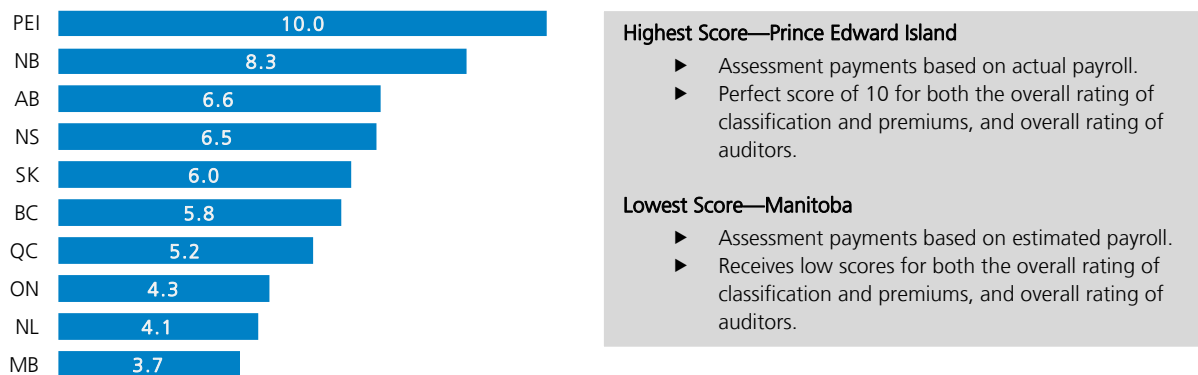 PEI 10.0
NB 8.3
AB 6.6
NS 6.5
SK 6.0
BC 5.8
QC 5.2
ON 4.3
NL 4.1
MB 3.7
Highest Score—Prince Edward Island
► Assessment payments based on actual payroll.
► Perfect score of 10 for both the overall rating of
classification and premiums, and overall rating of
auditors.
Lowest Score—Manitoba
► Assessment payments based on estimated payroll.
► Receives low scores for both the overall rating of
classification and premiums, and overall rating of
auditors.